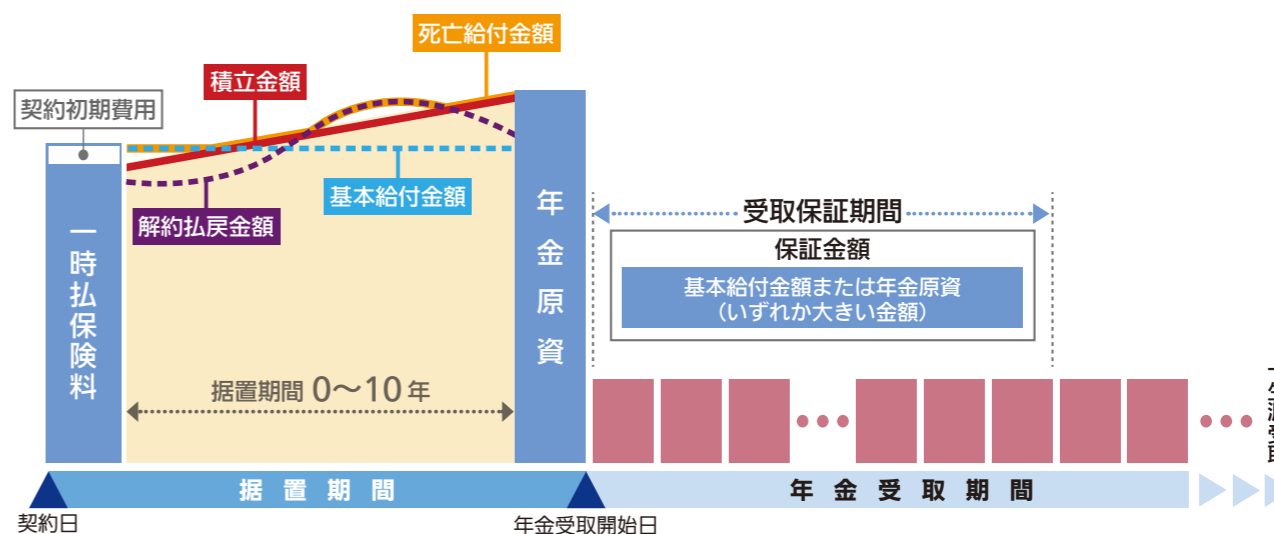 死亡給付金額
積立金額
契約初期費用
基本給付金額
解約払戻金額
一時払保険料
年金原資
受取保証期間
保証金額
基本給付金額または年金原資
（いずれか大きい金額）
据置期間 0〜10 年
据置期間
年金受取期間
契約日
年金受取開始日